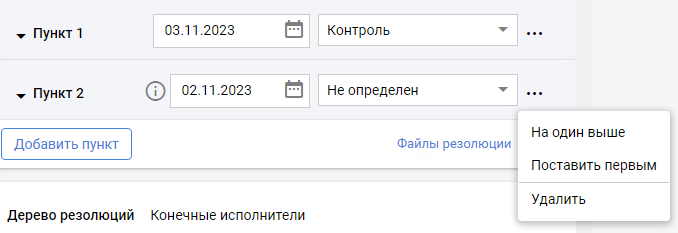 Пункт 1 03.11.2023 Контроль ...
Пункт 2 02.11.2023 Не определен ...
На один выше
Добавить пункт Файлы резолюции
Поставить первым
Удалить
Дерево резолюций Конечные исполнители